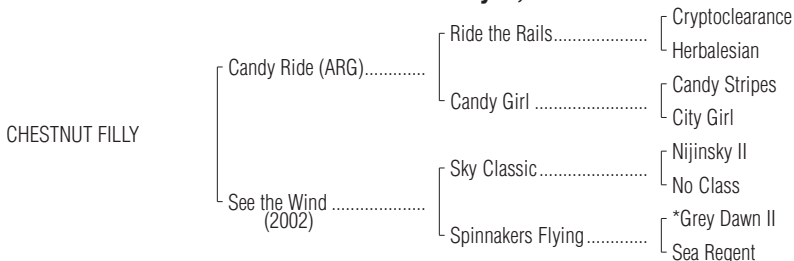 Cryptoclearance
Ride the Rails....................
Herbalesian
Candy Ride (ARG).............
Candy Stripes
Candy Girl ........................
City Girl
CHESTNUT FILLY
Nijinsky II
Sky Classic.......................
No Class
See the Wind ....................
(2002)
*Grey Dawn II
Spinnakers Flying.............
Sea Regent